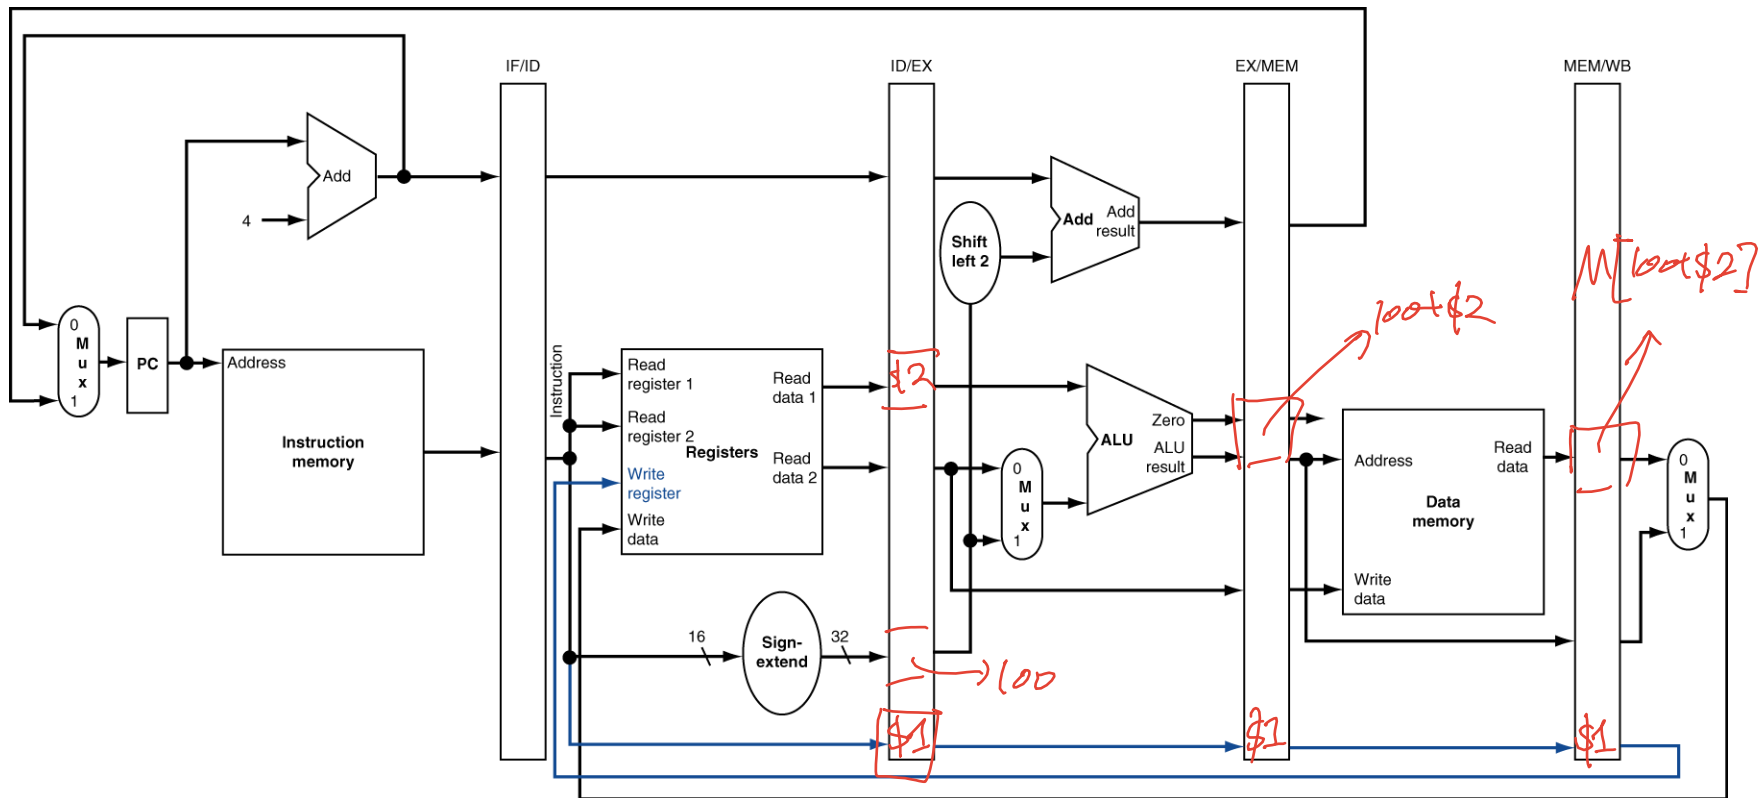 IF/ID
ID/EX
EX/MEM
MEM/WB
Add
4
Add
Add
result
Shift
left 2
M[100+$2]
100+$2
0
M
u
x
1
PC
Address
Instruction
memory
Instruction
Read
register 1
Read
register 2
Write
register
Write
data
Registers
Read
data 1
Read
data 2
$2
0
M
u
x
1
Zero
ALU
ALU
result
Address
Read
data
Data
memory
Write
data
0
M
u
x
1
16
Sign-
extend
32
100
$1
$1
$1